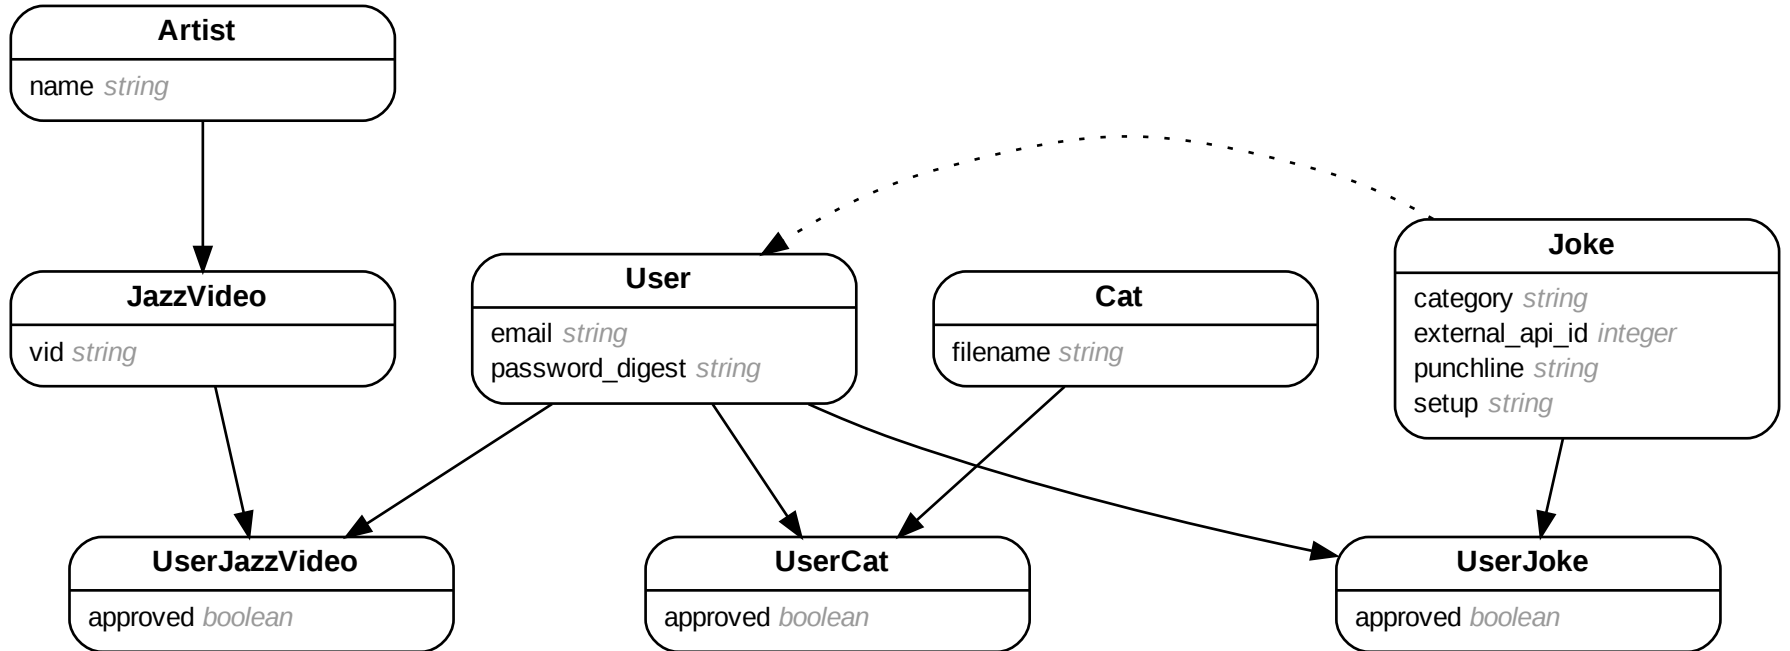 Artist
name string
JazzVideo
vid string
User
email string
password_digest string
Cat
filename string
Joke
category string
external_api_id integer
punchline string
setup string
UserJazzVideo
approved boolean
UserCat
approved boolean
UserJoke
approved boolean